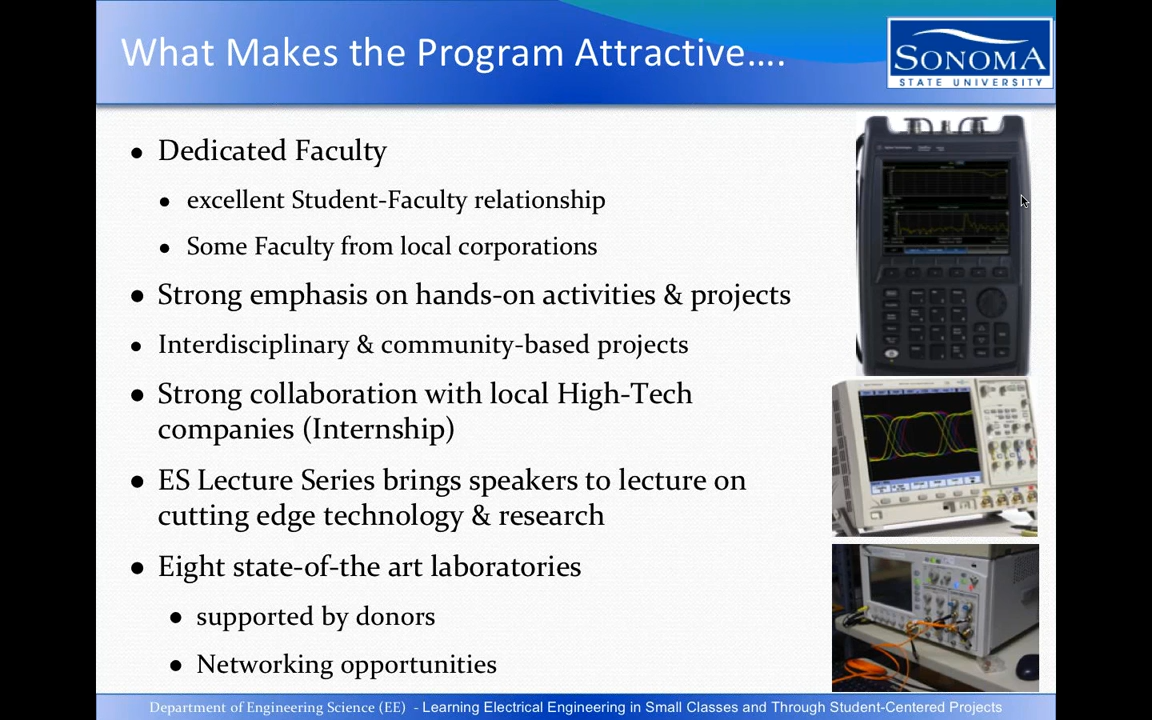 What Makes the Program Attractive....
SONOMA
STATE UNIVERSITY
● Dedicated Faculty
● excellent Student-Faculty relationship
● Some Faculty from local corporations
● Strong emphasis on hands-on activities & projects
● Interdisciplinary & community-based projects
● Strong collaboration with local High-Tech
companies (Internship)
● ES Lecture Series brings speakers to lecture on
cutting edge technology & research
● Eight state-of-the art laboratories
● supported by donors
● Networking opportunities
Department of Engineering Science (EE) - Learning Electrical Engineering in Small Classes and Through Student-Centered Projects